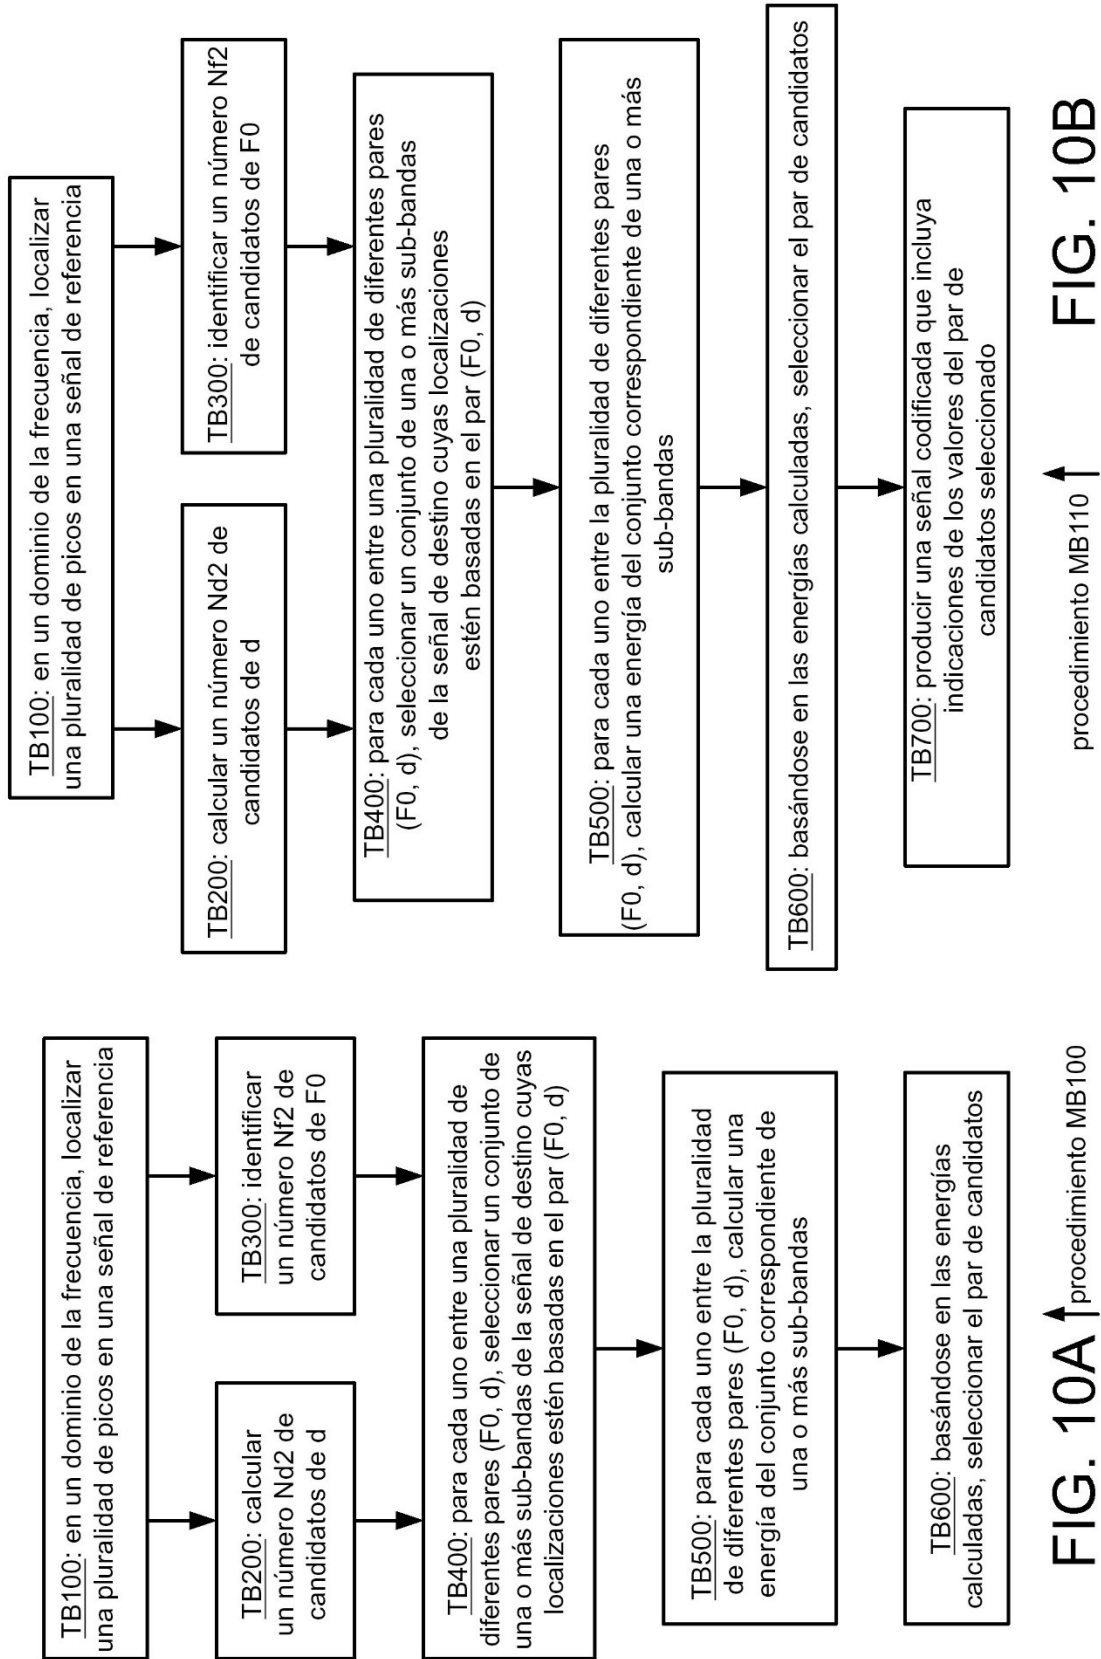 TB100: en un dominio de la frecuencia, localizar
una pluralidad de picos en una señal de referencia
TB200: calcular
un número Nd2 de
candidatos de d
TB300: identificar
un número Nf2 de
candidatos de F0
TB400: para cada uno entre una pluralidad de
diferentes pares (F0, d), seleccionar un conjunto de
una o más sub-bandas de la señal de destino cuyas
localizaciones estén basadas en el par (F0, d)
TB500: para cada uno entre la pluralidad
de diferentes pares (F0, d), calcular una
energía del conjunto correspondiente de
una o más sub-bandas
TB600: basándose en las energías
calculadas, seleccionar el par de candidatos
FIG. 10A
procedimiento MB100
TB100: en un dominio de la frecuencia, localizar
una pluralidad de picos en una señal de referencia
TB200: calcular un número Nd2 de
candidatos de d
TB300: identificar un número Nf2
de candidatos de F0
TB400: para cada uno entre una pluralidad de diferentes pares
(F0, d), seleccionar un conjunto de una o más sub-bandas
de la señal de destino cuyas localizaciones
estén basadas en el par (F0, d)
TB500: para cada uno entre la pluralidad de diferentes pares
(F0, d), calcular una energía del conjunto correspondiente de una o más
sub-bandas
TB600: basándose en las energías calculadas, seleccionar el par de candidatos
TB700: producir una señal codificada que incluya
indicaciones de los valores del par de
candidatos seleccionado
procedimiento MB110
FIG. 10B